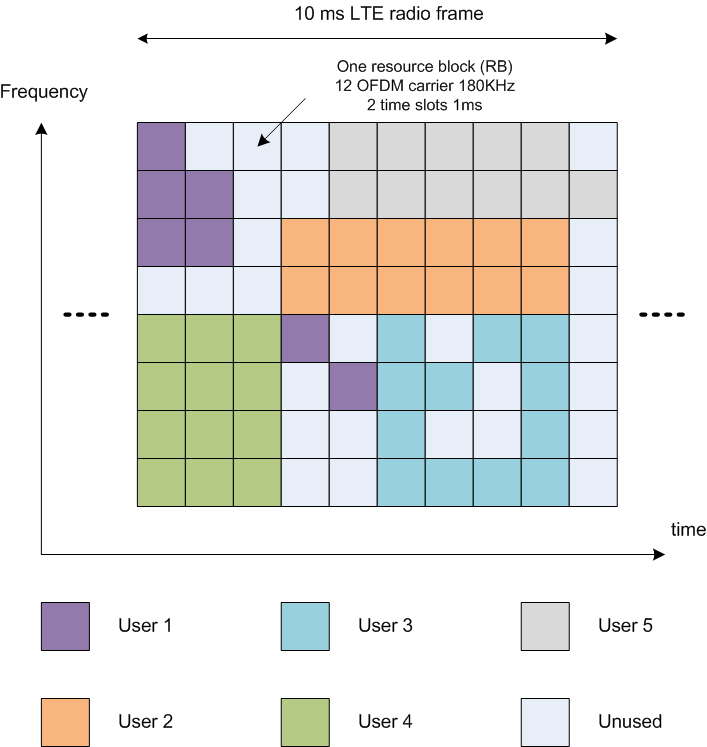 10 ms LTE radio frame
One resource block (RB)
12 OFDM carrier 180KHz
2 time slots 1ms
Frequency
time
User 1
User 3
User 5
User 2
User 4
Unused